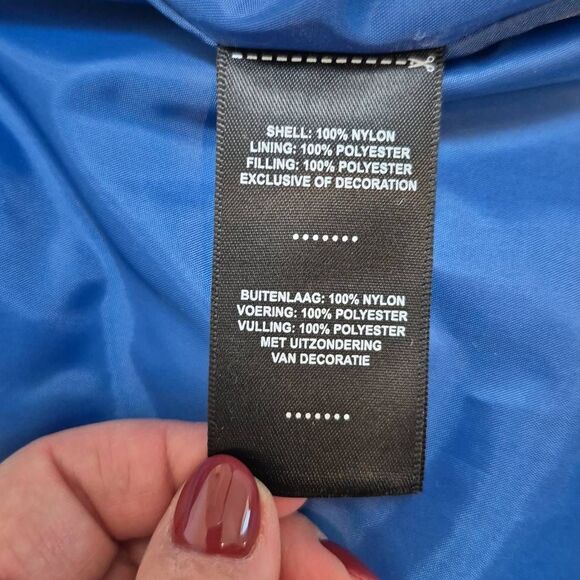 SHELL: 100% NYLON
LINING: 100% POLYESTER
FILLING: 100% POLYESTER
EXCLUSIVE OF DECORATION
.......
BUITENLAAG: 100% NYLON
VOERING: 100% POLYESTER
VULLING: 100% POLYESTER
MET UITZONDERING
VAN DECORATIE
.......